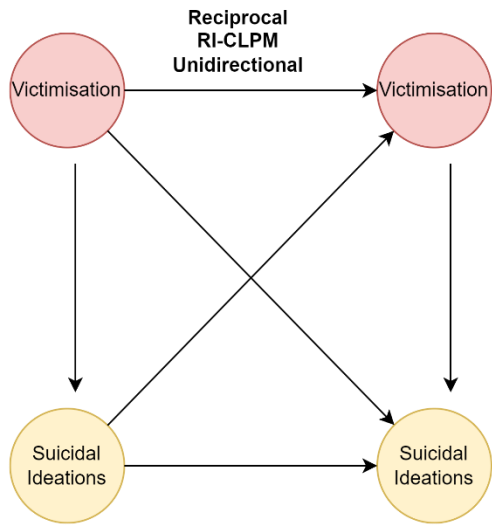 Reciprocal
RI-CLPM
Unidirectional
Victimisation
Victimisation
Suicidal
Ideations
Suicidal
Ideations